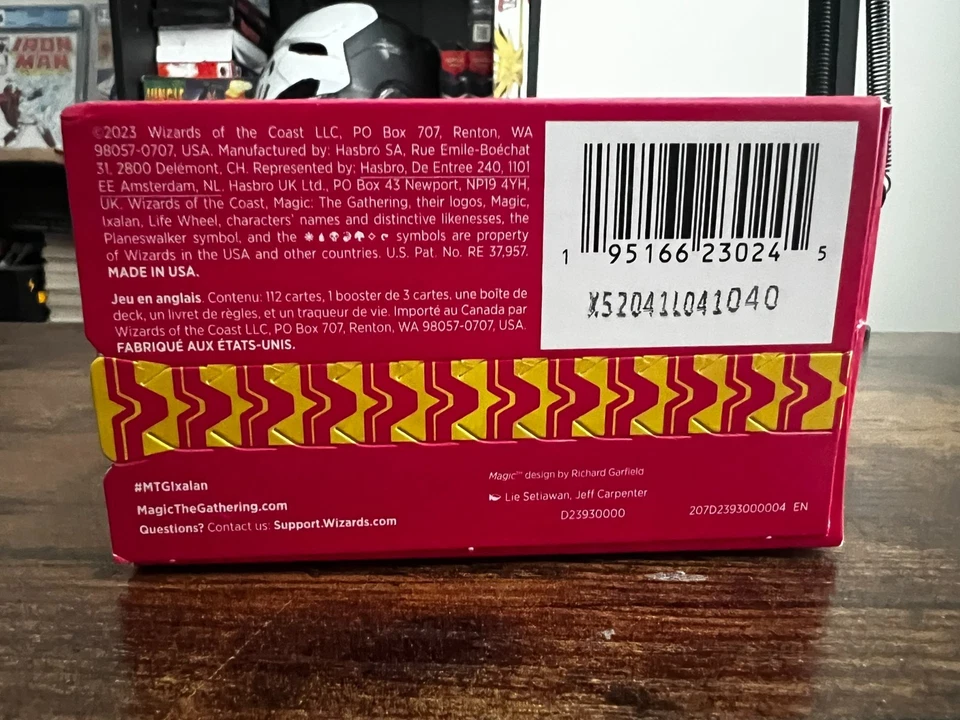 IRON
MAN
JUNGLE
©2023 Wizards of the Coast LLC, PO Box 707, Renton, WA
98057-0707, USA. Manufactured by: Hasbro SA, Rue Emile-Boéchat
31, 2800 Delémont, CH. Represented by: Hasbro, De Entree 240, 1101
EE Amsterdam, NL. Hasbro UK Ltd., PO Box 43 Newport, NP19 4YH,
UK. Wizards of the Coast, Magic: The Gathering, their logos, Magic,
Ixalan, Life Wheel, characters' names and distinctive likenesses, the
Planeswalker symbol, and the symbols are property
of Wizards in the USA and other countries. U.S. Pat. No. RE 37,957.
MADE IN USA.
Jeu en anglais. Contenu: 112 cartes, 1 booster de 3 cartes, une boîte de
deck, un livret de règles, et un traqueur de vie. Importé au Canada par
Wizards of the Coast LLC, PO Box 707, Renton, WA 98057-0707, USA.
FABRIQUÉ AUX ÉTATS-UNIS.
1 95166 23024 5
X52041L041040
#MTGIxalan
MagicTheGathering.com
Questions? Contact us: Support.Wizards.com
Magic™ design by Richard Garfield
Lie Setiawan, Jeff Carpenter
D23930000
207D2393000004 EN